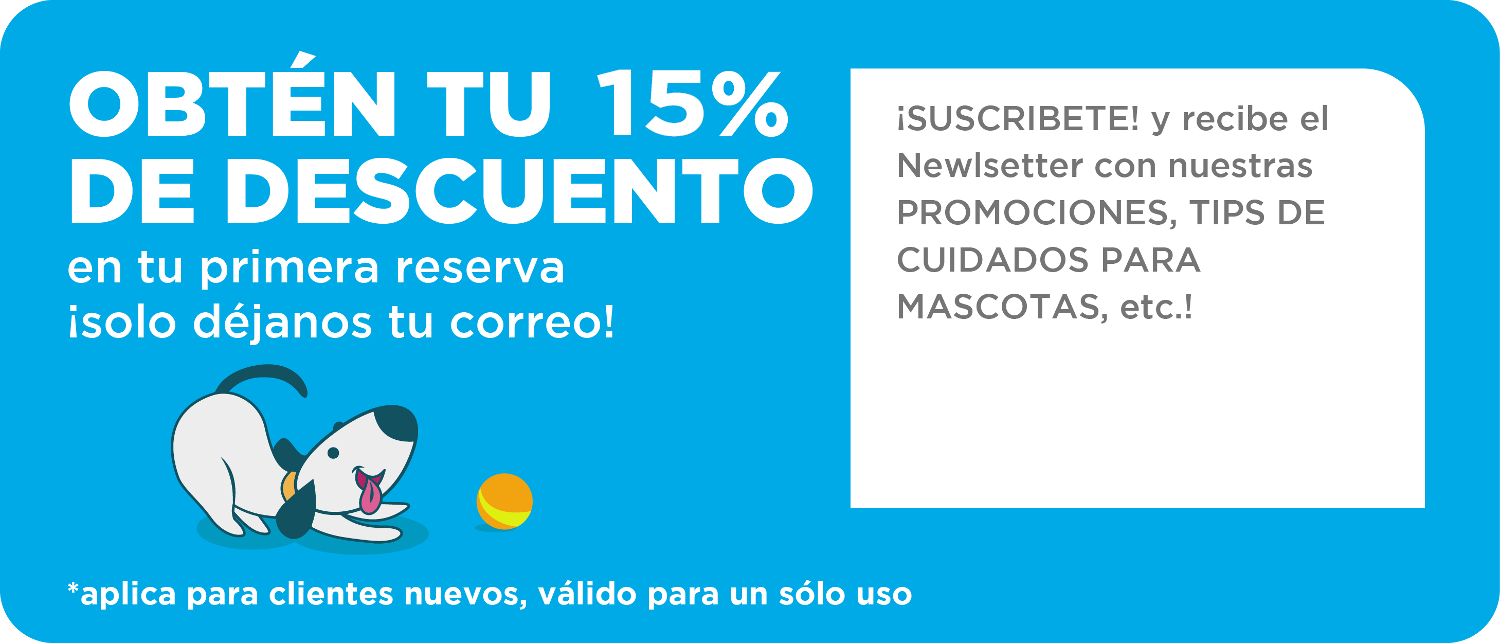 OBTÉN TU 15%
DE DESCUENTO
en tu primera reserva
¡solo déjanos tu correo!
*aplica para clientes nuevos, válido para un sólo uso
¡SUSCRIBETE! y recibe el
Newlsetter con nuestras
PROMOCIONES, TIPS DE
CUIDADOS PARA
MASCOTAS, etc.!